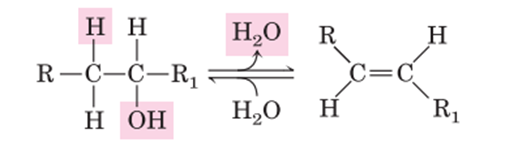 H H
R–C–C–R₁
H OH
H₂O
H₂O
R H
C=C
H R₁